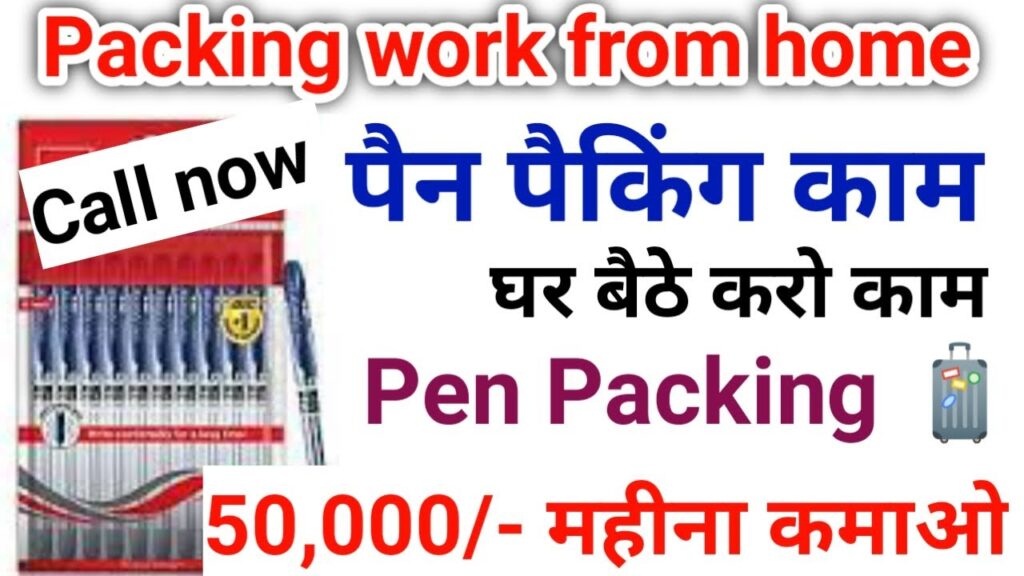 Packing work from home
Call now
पैन पैकिंग काम
घर बैठे करो काम
Pen Packing
50,000/- महीना कमाओ